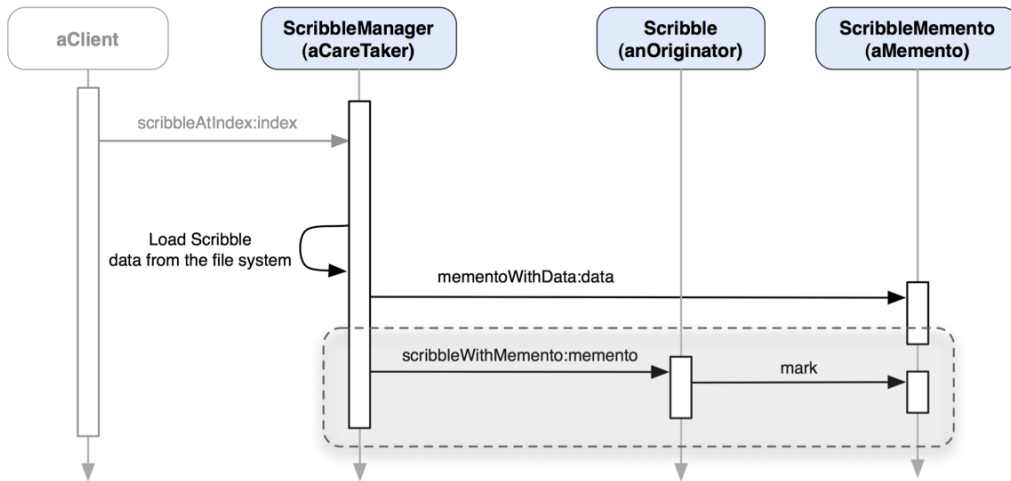 aClient
ScribbleManager
(aCareTaker)
Scribble
(anOriginator)
ScribbleMemento
(aMemento)
scribbleAtIndex:index
Load Scribble
data from the file system
mementoWithData:data
scribbleWithMemento:memento
mark